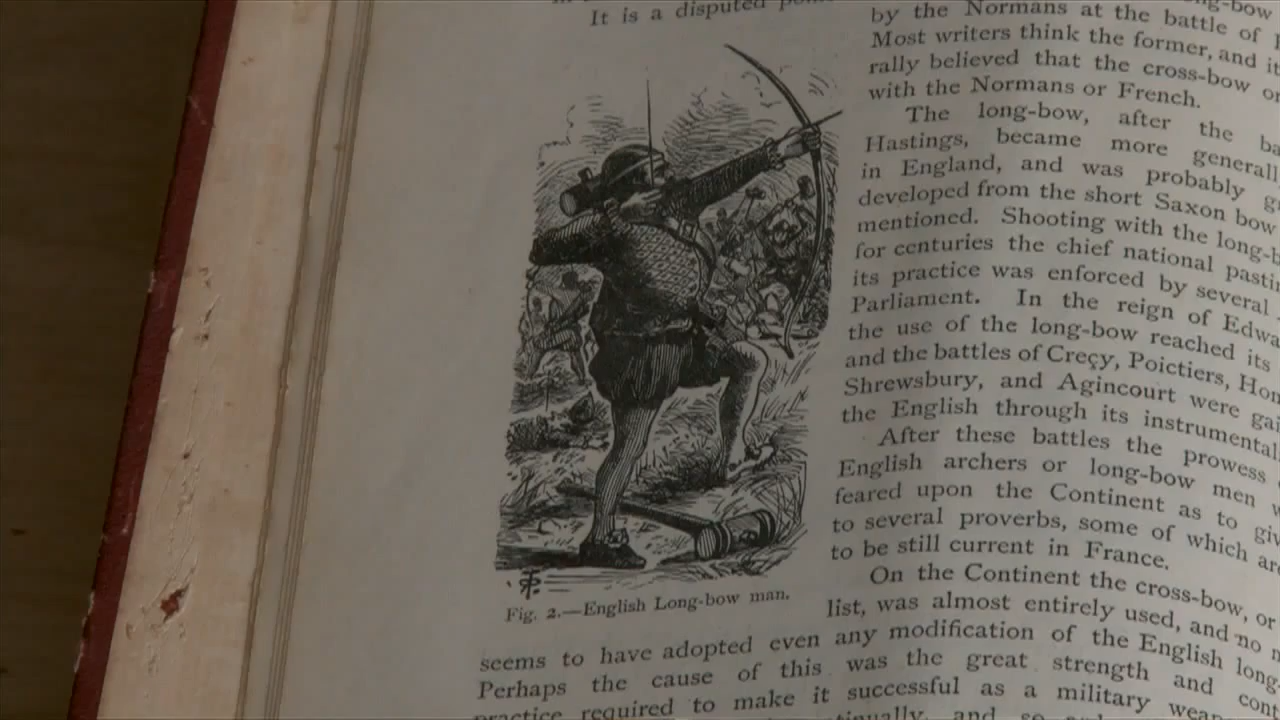 It is a disputed
by the Normans at the battle of
Most writers think the former, and it
rally believed that the cross-bow
with the Normans or French.
The long-bow, after the
Hastings, became more
in England, and was probably
developed from the short Saxon bow
mentioned. Shooting with the
for centuries the chief national
its practice was enforced by several
Parliament. In the reign of
the use of the long-bow reached its
and the battles of Creçy, Poictiers,
Shrewsbury, and Agincourt were
the English through its
After these battles the prowess
English archers or long-bow men
feared upon the Continent as to
to several proverbs, some of which
to be still current in France.
On the Continent the cross-bow, or
Fig. 2.—English Long-bow man.
list, was almost entirely used, and no
seems to have adopted even any modification of the English
Perhaps the cause of this was the great strength and
practice required to make it successful as a military